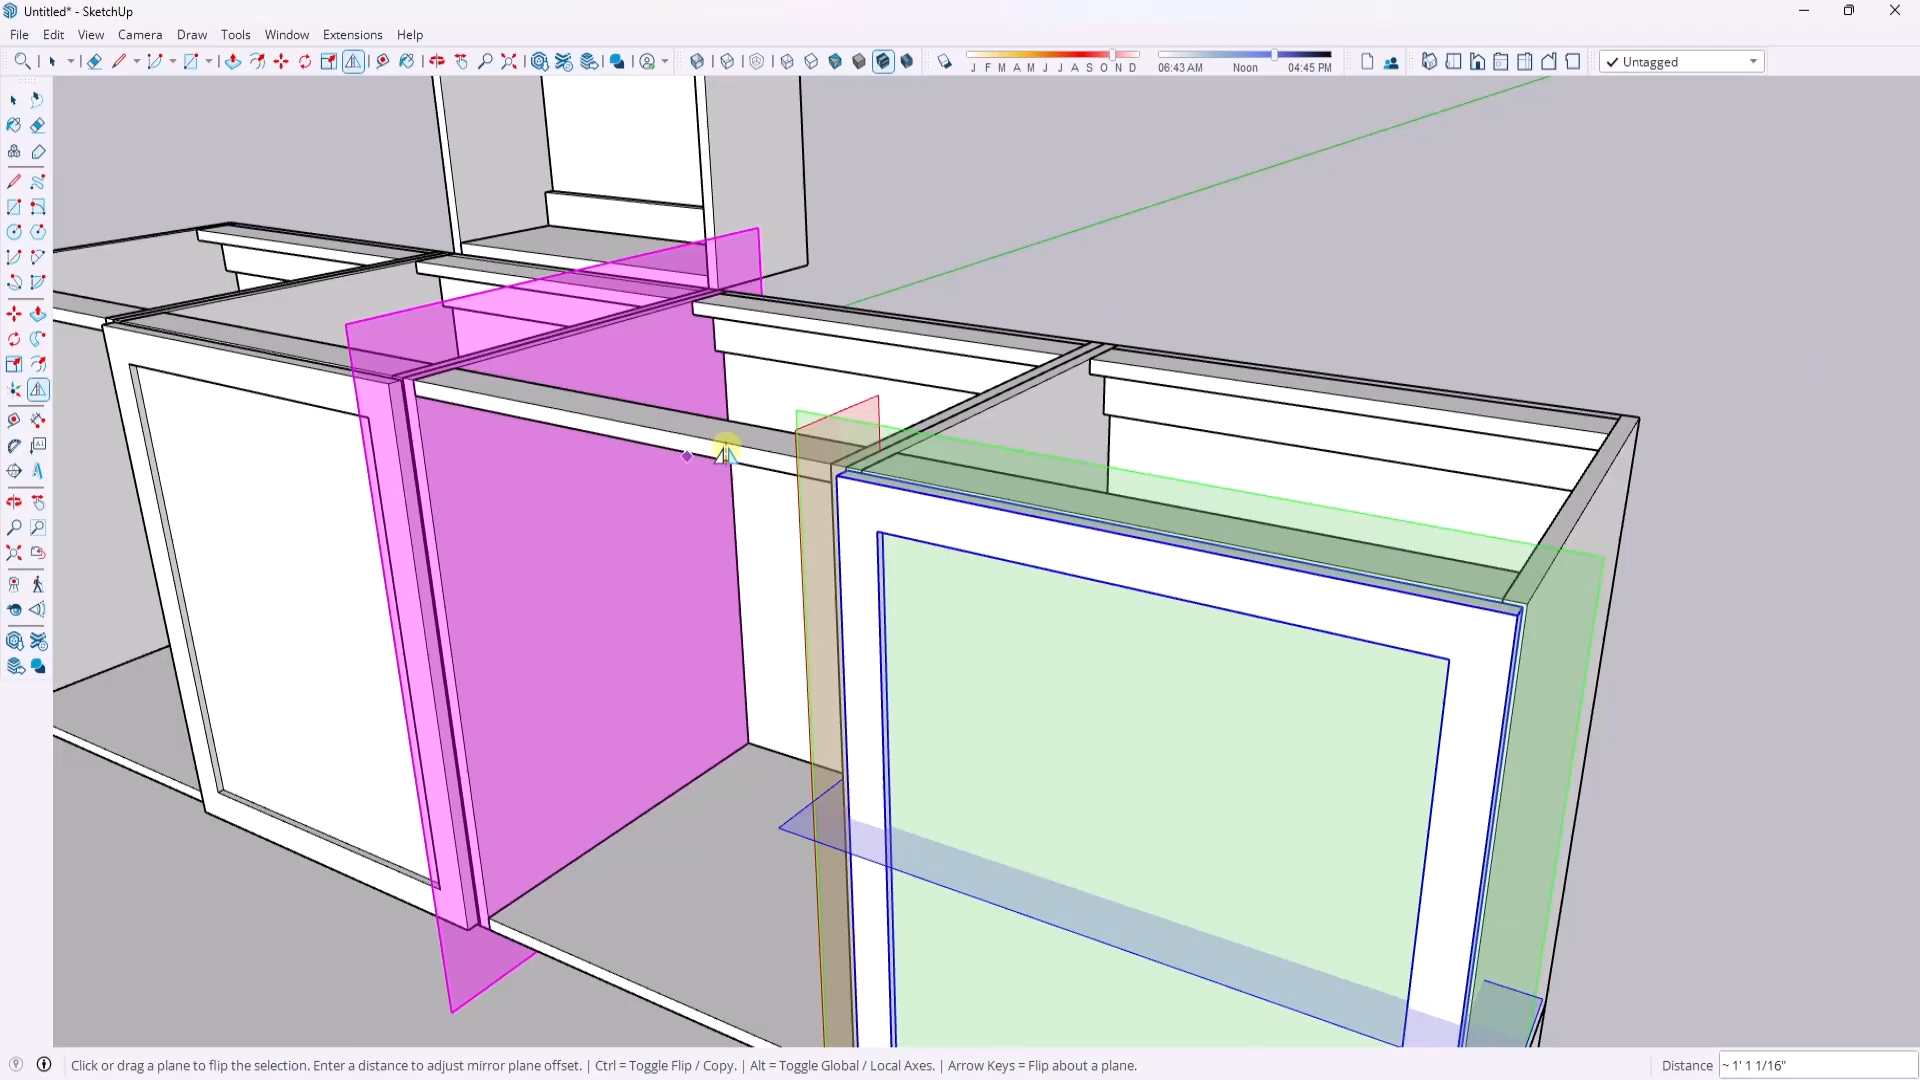 Untitled* - SketchUp
File Edit View Camera Draw Tools Window Extensions Help
J F M A M J J A S O N D
06:43 AM Noon 04:45 PM
Untagged
Click or drag a plane to flip the selection. Enter a distance to adjust mirror plane offset. | Ctrl = Toggle Flip / Copy. | Alt = Toggle Global / Local Axes. | Arrow Keys = Flip about a plane.
Distance ~ 1' 1 1/16"